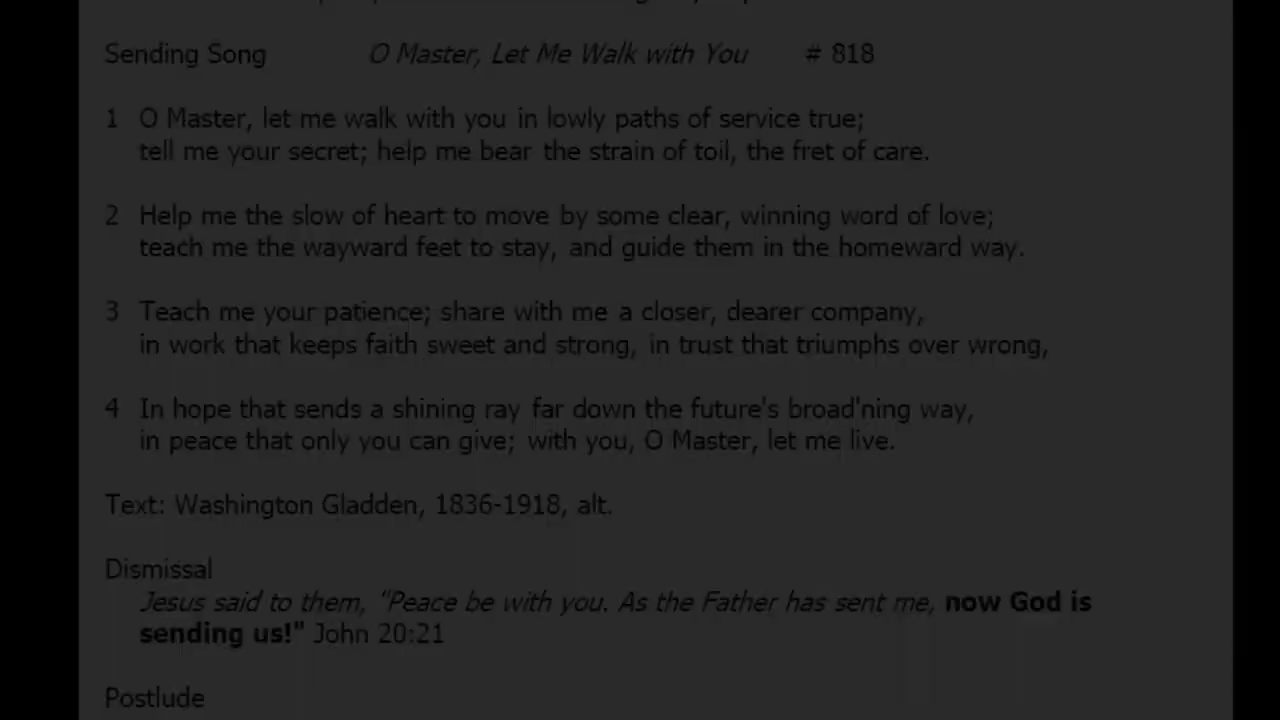 Sending Song O Master, Let Me Walk with You # 818
1 O Master, let me walk with you in lowly paths of service true;
tell me your secret; help me bear the strain of toil, the fret of care.
2 Help me the slow of heart to move by some clear, winning word of love;
teach me the wayward feet to stay, and guide them in the homeward way.
3 Teach me your patience; share with me a closer, dearer company,
in work that keeps faith sweet and strong, in trust that triumphs over wrong,
4 In hope that sends a shining ray far down the future's broad'ning way,
in peace that only you can give; with you, O Master, let me live.
Text: Washington Gladden, 1836-1918, alt.
Dismissal
Jesus said to them, "Peace be with you. As the Father has sent me, now God is
sending us!" John 20:21
Postlude